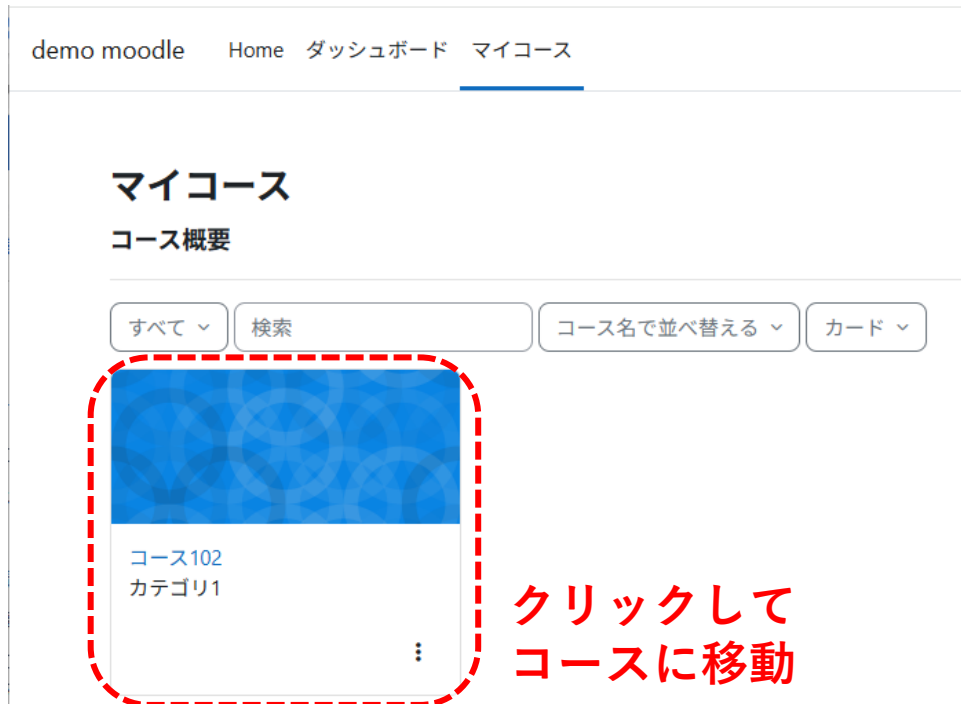 demo moodle Home ダッシュボード マイコース
マイコース
コース概要
すべて 検索 コース名で並べ替える カード
コース102
カテゴリ1
クリックして
コースに移動